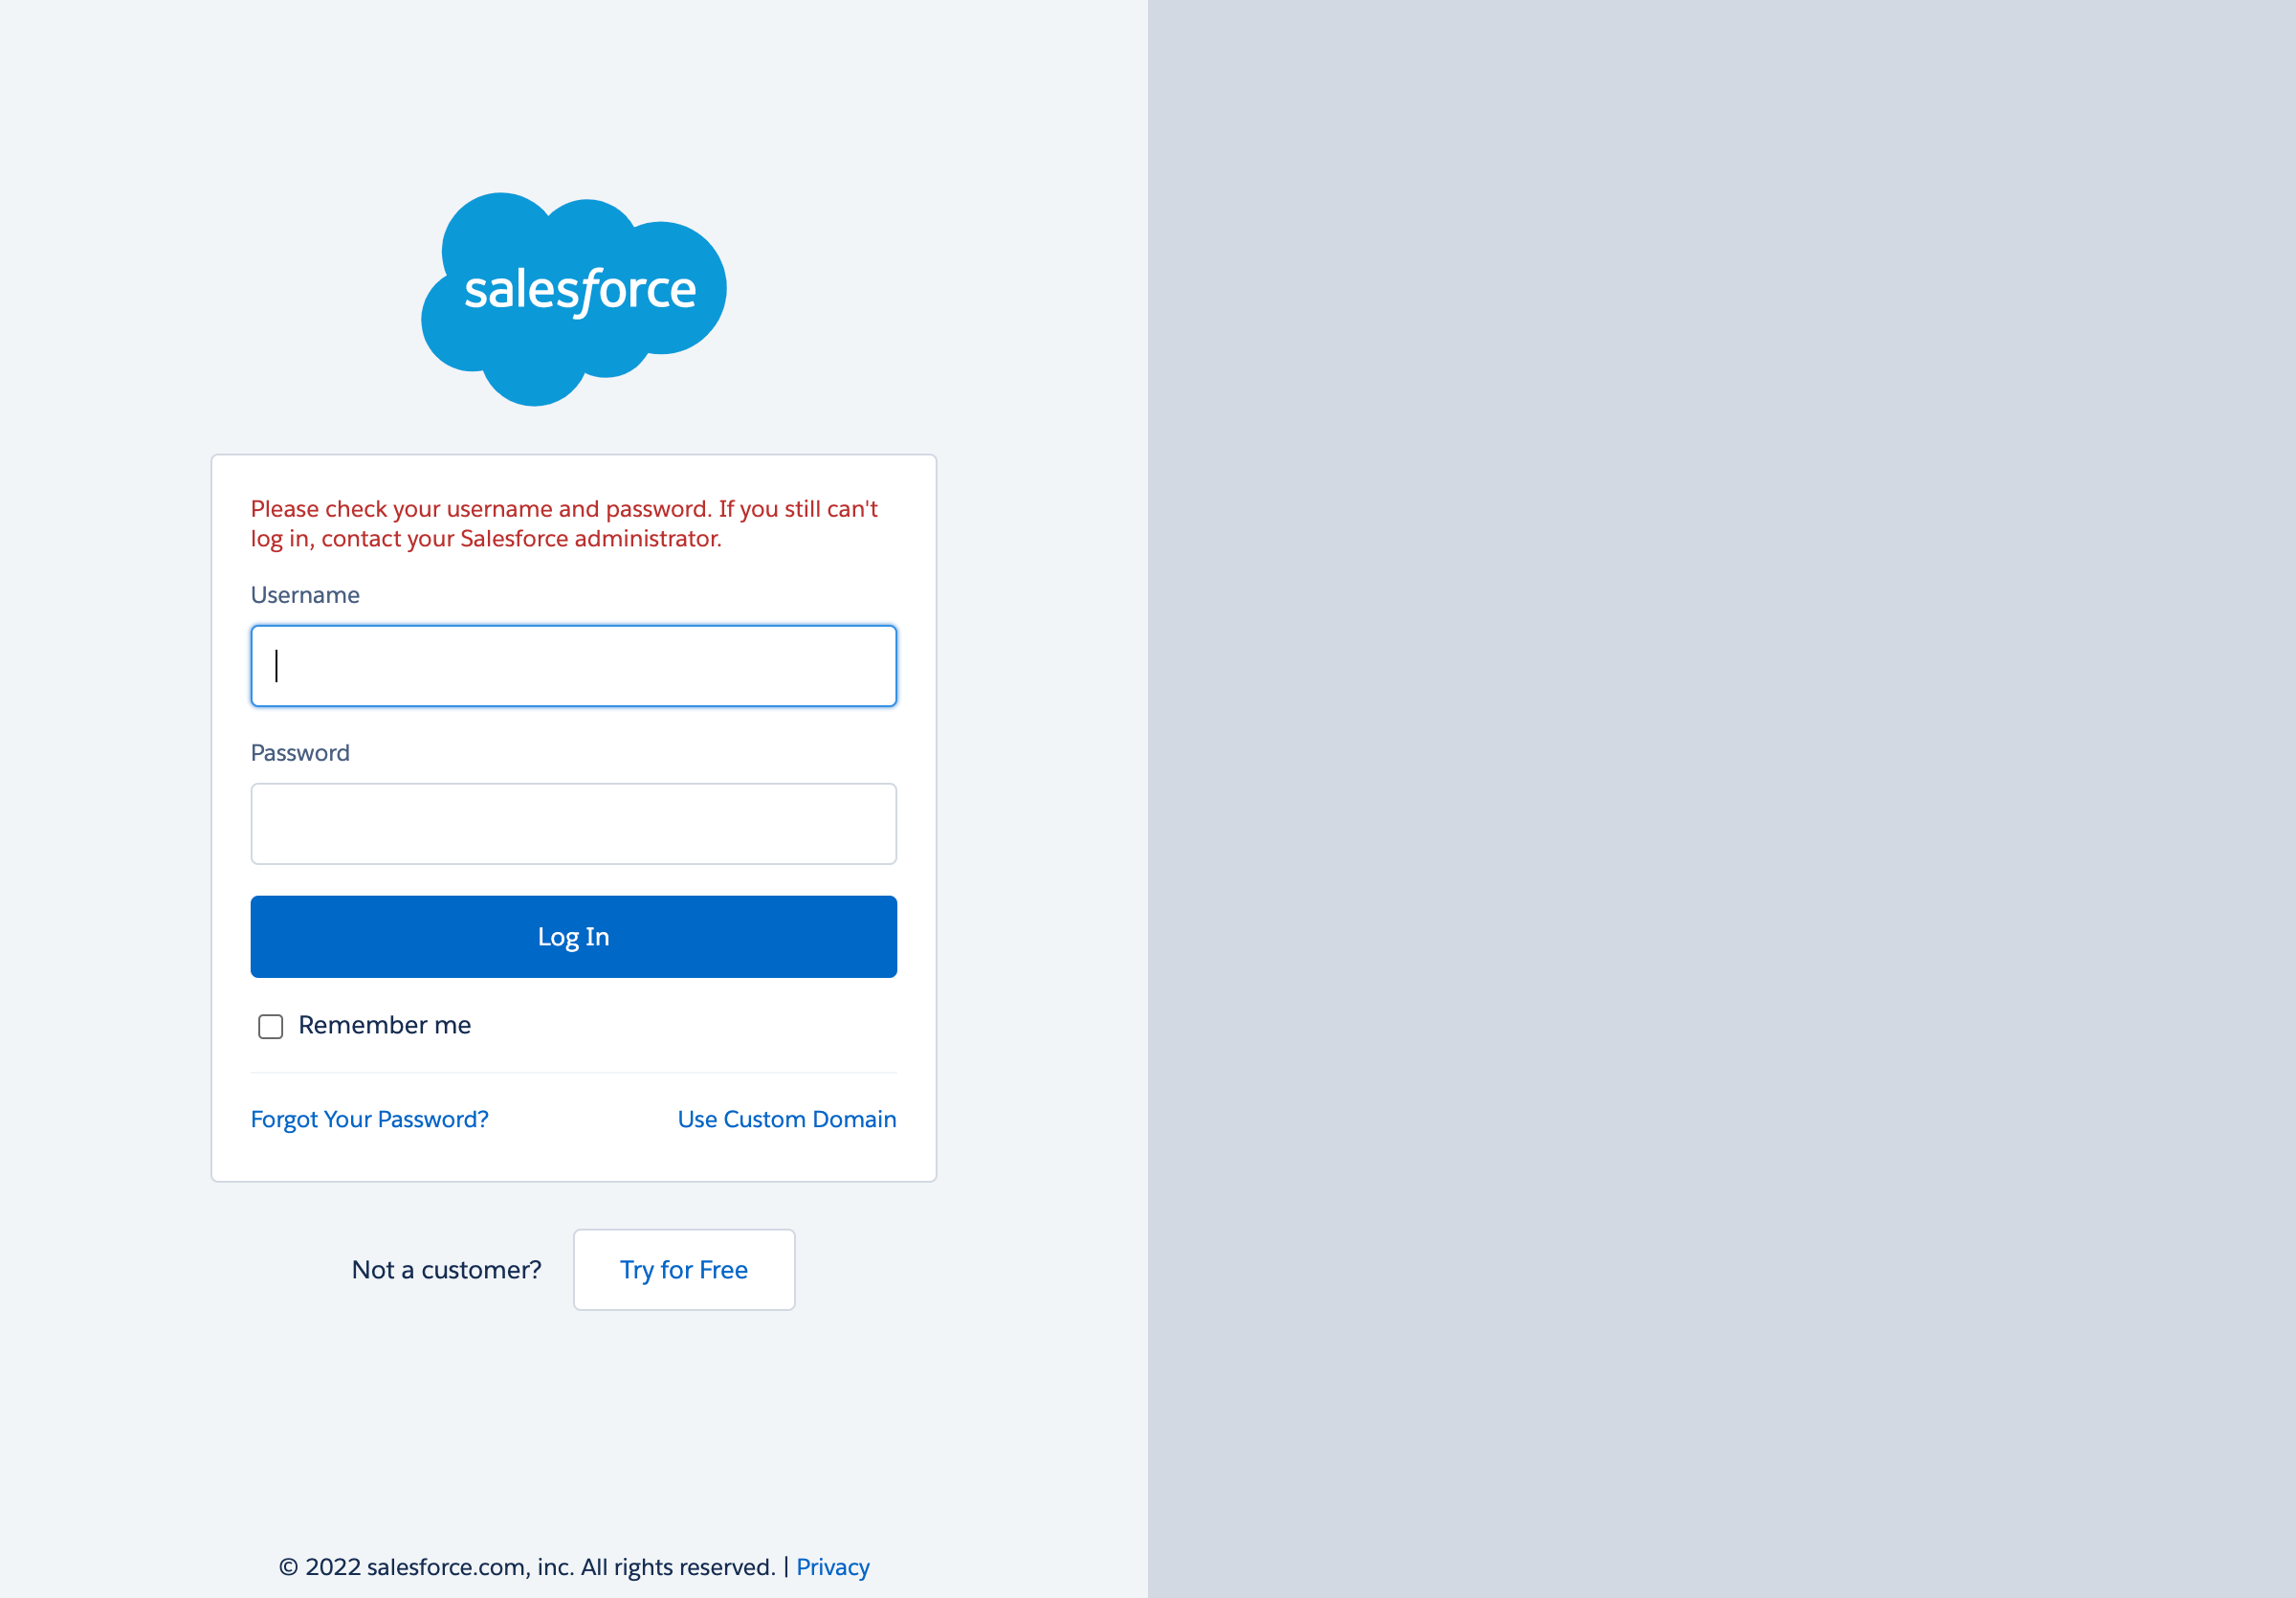 salesforce
Please check your username and password. If you still can't
log in, contact your Salesforce administrator.
Username
Password
Log In
Remember me
Forgot Your Password?
Use Custom Domain
Not a customer?
Try for Free
© 2022 salesforce.com, inc. All rights reserved. | Privacy